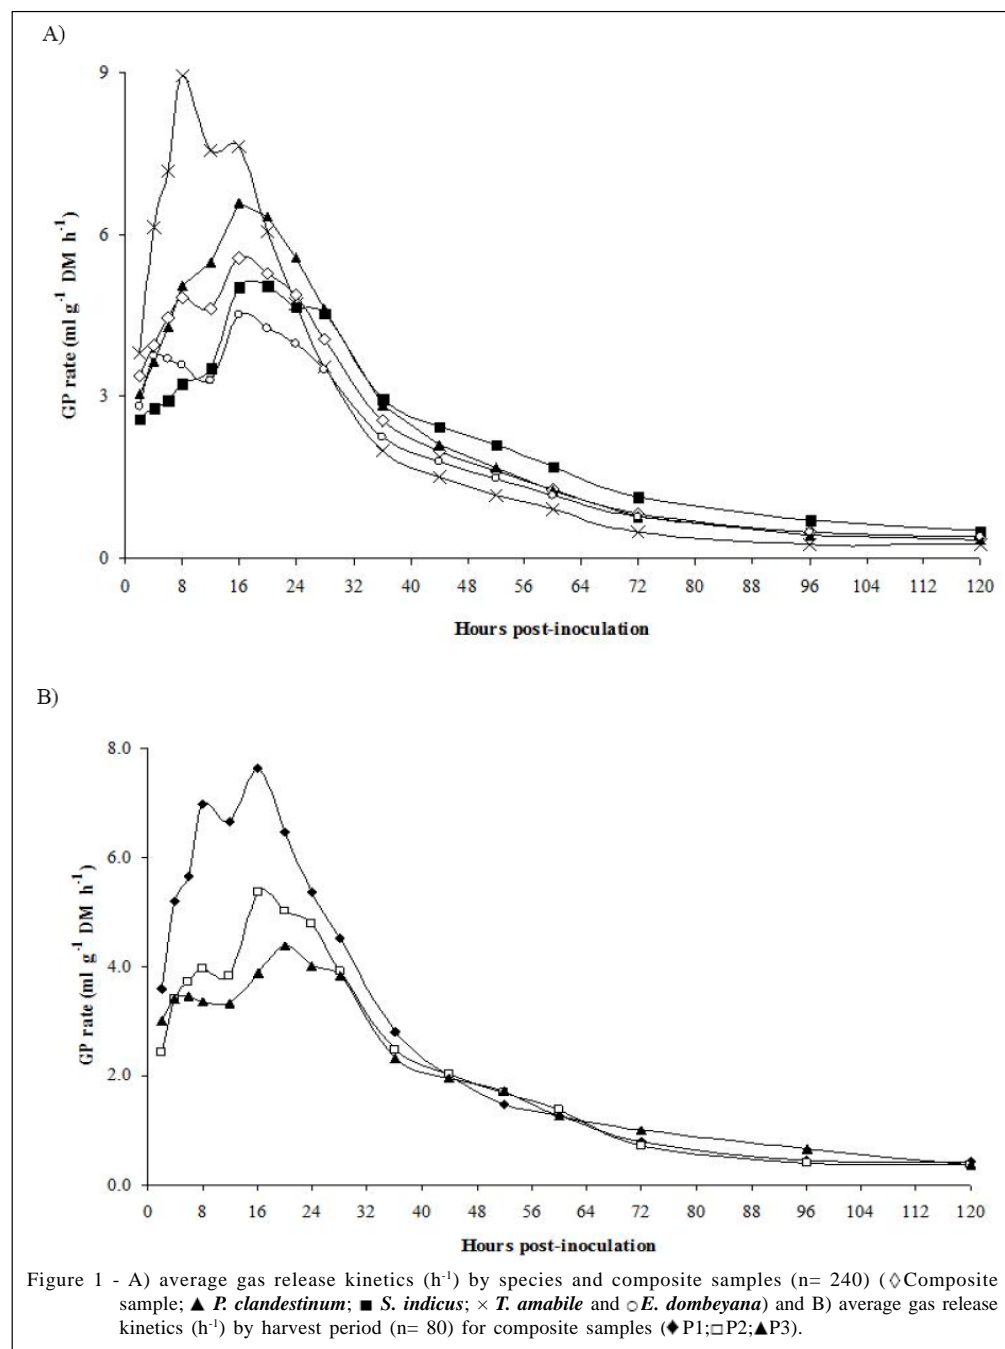 A)
9
6
3
0
GP rate (ml g⁻¹ DM h⁻¹)
0 8 16 24 32 40 48 56 64 72 80 88 96 104 112 120
Hours post-inoculation
B)
8.0
6.0
4.0
2.0
0.0
GP rate (ml g⁻¹ DM h⁻¹)
0 8 16 24 32 40 48 56 64 72 80 88 96 104 112 120
Hours post-inoculation
Figure 1 - A) average gas release kinetics (h⁻¹) by species and composite samples (n= 240) (◊Composite
sample; ▲ P. clandestinum; ■ S. indicus; × T. amabile and ○E. dombeyana) and B) average gas release
kinetics (h⁻¹) by harvest period (n= 80) for composite samples (◆P1;□P2;▲P3).